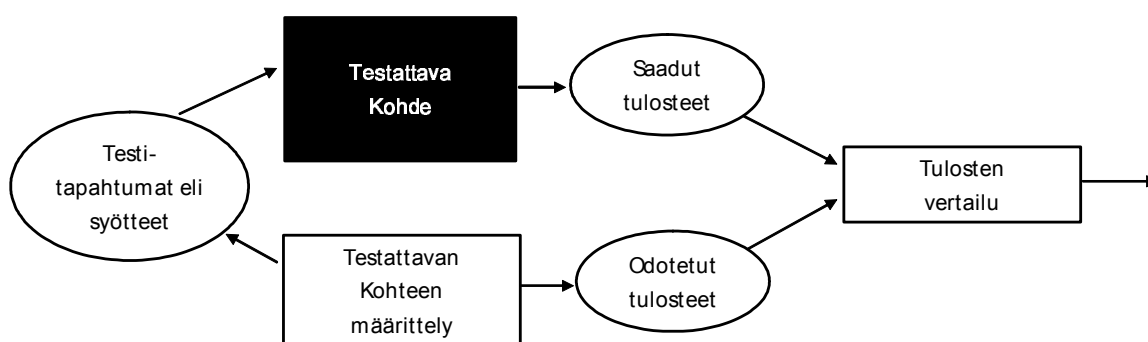 Testattava
Kohde
Saadut
tulosteet
Testi-
tapahtumat eli
syötteet
Tulosten
vertailu
Testattavan
Kohteen
määrittely
Odotetut
tulosteet